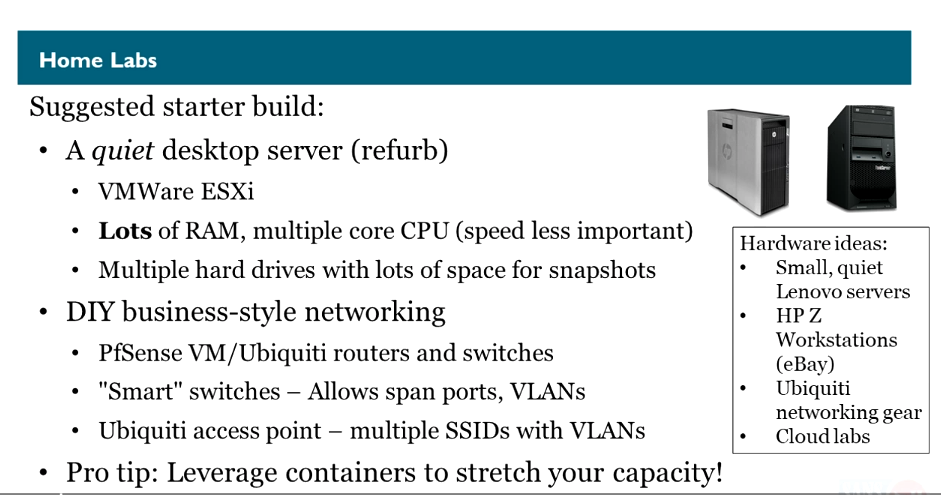 Home Labs
Suggested starter build:
• A quiet desktop server (refurb)
• VMWare ESXi
• Lots of RAM, multiple core CPU (speed less important)
• Multiple hard drives with lots of space for snapshots
• DIY business-style networking
• PfSense VM/Ubiquiti routers and switches
• "Smart" switches – Allows span ports, VLANs
• Ubiquiti access point – multiple SSIDs with VLANs
• Pro tip: Leverage containers to stretch your capacity!
Hardware ideas:
• Small, quiet
Lenovo servers
• HP Z
Workstations
(eBay)
• Ubiquiti
networking gear
• Cloud labs